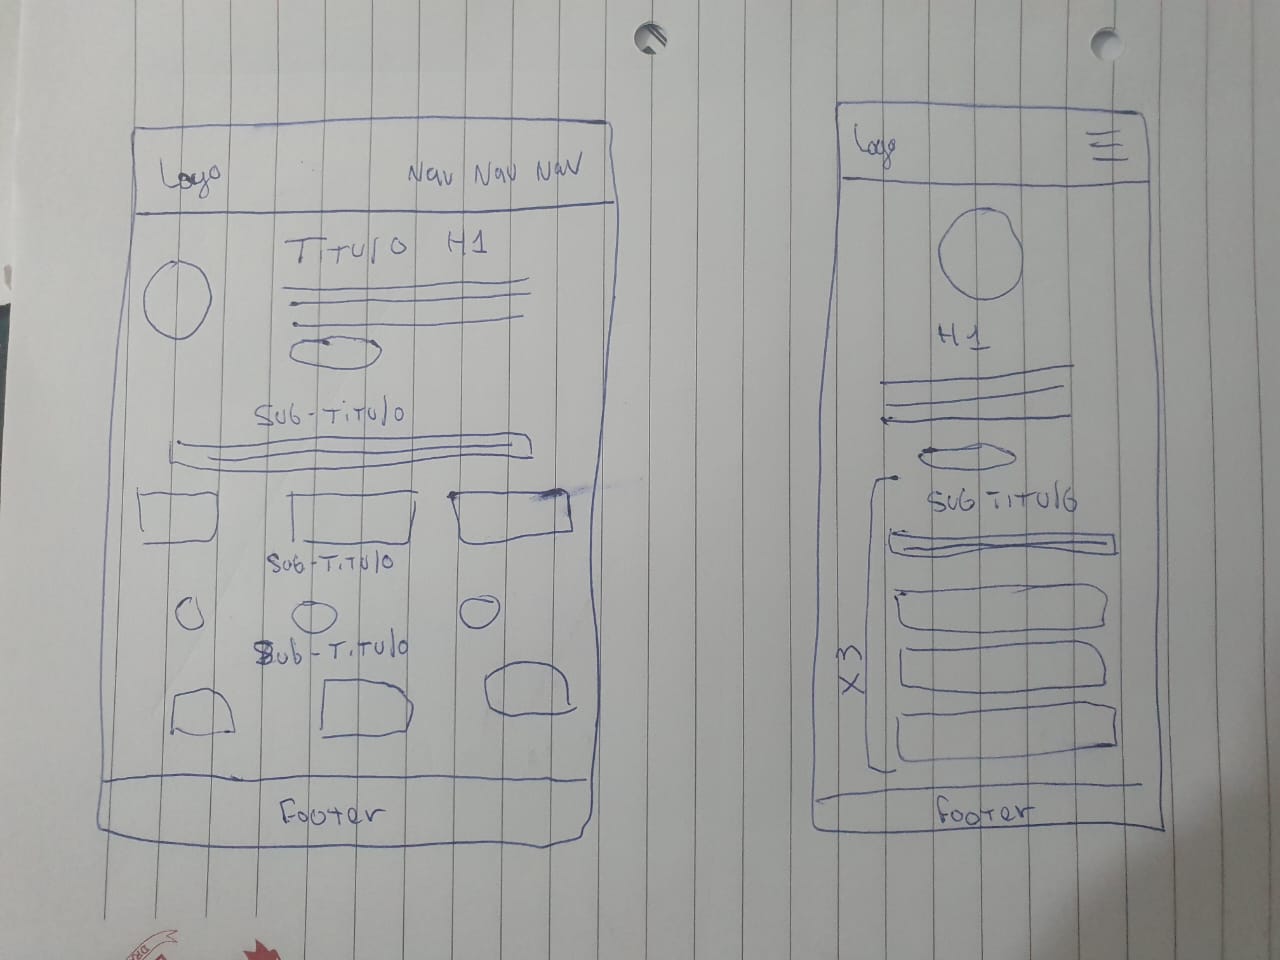 Logo Nav Nav Nav
Titulo H1
Sub-Titulo
Sub-Titulo
Sub-Titulo
Footer
Logo
H1
Sub Titulo
X3
Footer